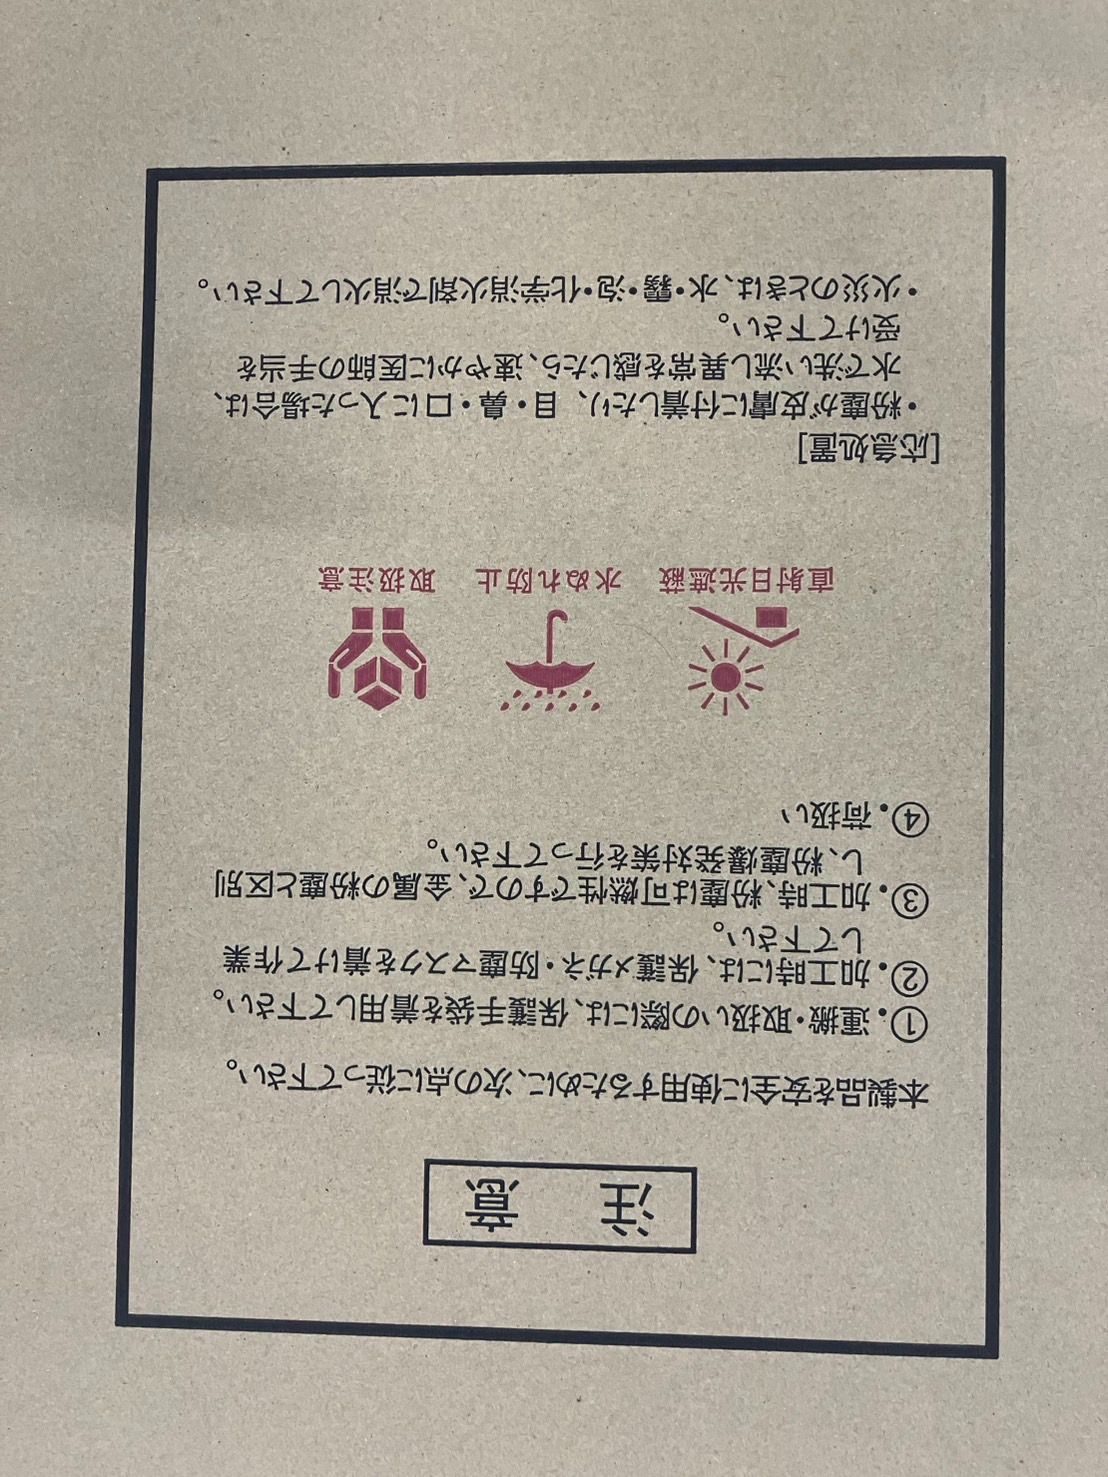 注 意
本製品を安全に使用するために、次の点に従って下さい。
①・運搬・取扱いの際には、保護手袋を着用して下さい。
②・加工時には、保護メガネ・防塵マスクを着けて作業
して下さい。
③・加工時、粉塵は可燃性ですので、金属の粉塵と区別
し、粉塵爆発対策を行って下さい。
④・荷扱い
直射日光遮蔽 水ぬれ防止 取扱注意
[応急処置]
・粉塵が皮膚に付着したり、目・鼻・口に入った場合は、
水で洗い流し異常を感じたら、速やかに医師の手当を
受けて下さい。
・火災のときは、水・霧・泡・化学消火剤で消火して下さい。